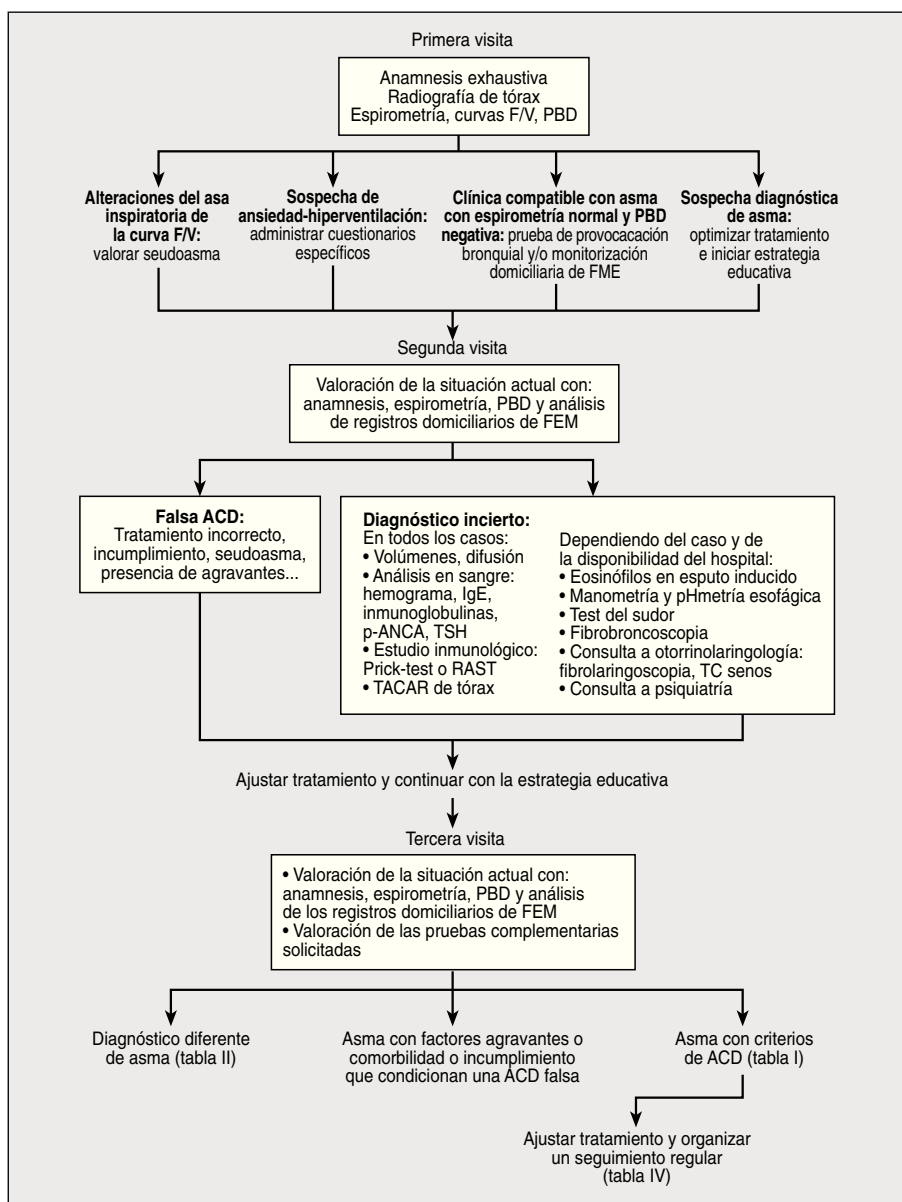 Primera visita
Anamnesis exhaustiva
Radiografía de tórax
Espirometría, curvas F/V, PBD
Alteraciones del asa
inspiratoria de
la curva F/V:
valorar seudoasma
Sospecha de
ansiedad-hiperventilación:
administrar cuestionarios
específicos
Clínica compatible con asma
con espirometría normal y PBD
negativa: prueba de provocacación
bronquial y/o monitorización
domiciliaria de FME
Sospecha diagnóstica
de asma:
optimizar tratamiento
e iniciar estrategia
educativa
Segunda visita
Valoración de la situación actual con:
anamnesis, espirometría, PBD y análisis
de registros domiciliarios de FEM
Falsa ACD:
Tratamiento incorrecto,
incumplimiento, seudoasma,
presencia de agravantes...
Diagnóstico incierto:
En todos los casos:
• Volúmenes, difusión
• Análisis en sangre:
hemograma, IgE,
inmunoglobulinas,
p-ANCA, TSH
• Estudio inmunológico:
Prick-test o RAST
• TACAR de tórax
Dependiendo del caso y de
la disponibilidad del hospital:
• Eosinófilos en esputo inducido
• Manometría y pHmetría esofágica
• Test del sudor
• Fibrobroncoscopia
• Consulta a otorrinolaringología:
fibrolaringoscopia, TC senos
• Consulta a psiquiatría
Ajustar tratamiento y continuar con la estrategia educativa
Tercera visita
• Valoración de la situación actual con:
anamnesis, espirometría, PBD y análisis
de los registros domiciliarios de FEM
• Valoración de las pruebas complementarias
solicitadas
Diagnóstico diferente
de asma (tabla II)
Asma con factores agravantes o
comorbilidad o incumplimiento
que condicionan una ACD falsa
Asma con criterios
de ACD (tabla I)
Ajustar tratamiento y organizar
un seguimiento regular
(tabla IV)